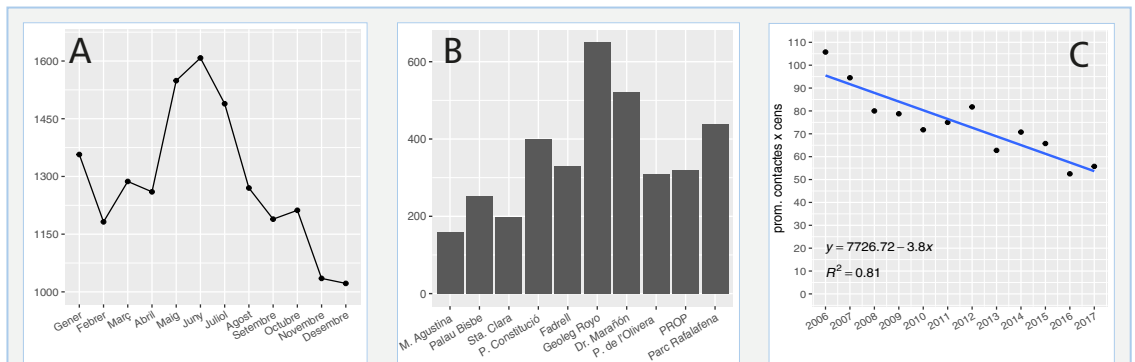 A
1600
1450
1300
1150
1000
Gener
Febrer
Març
Abril
Maig
Juny
Juliol
Agost
Setembre
Octubre
Novembre
Desembre
B
600
400
200
0
M. Agustina
Palau Bisbe
Sta. Clara
P. Constitució
Fadrell
Geoleg Royo
Dr. Marañón
P. de l'Olivera
PROP
Parc Rafalafena
C
prom. contactes x cens
110
100
90
80
70
60
50
40
30
20
10
0
y = 7726.72 − 3.8x
R² = 0.81
2006
2007
2008
2009
2010
2011
2012
2013
2014
2015
2016
2017